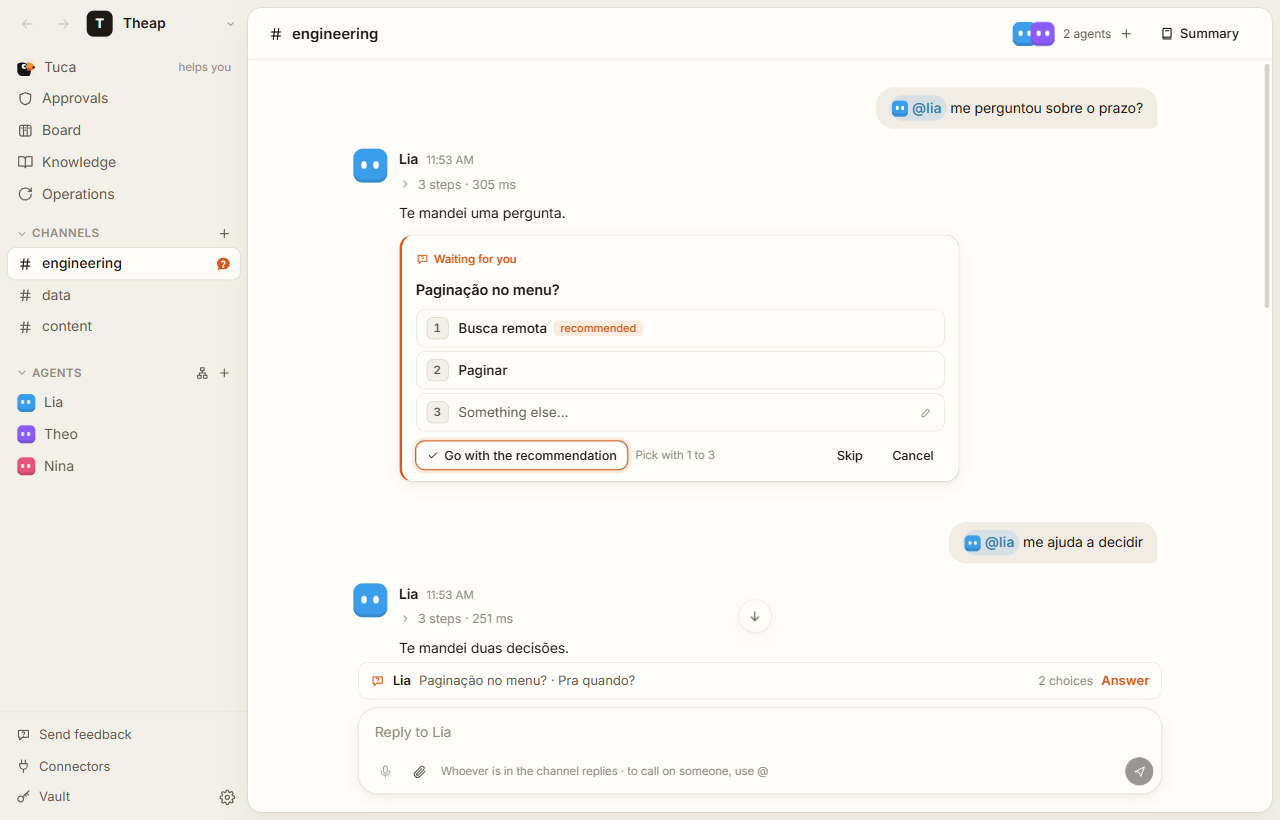 T Theap
Tuca helps you
Approvals
Board
Knowledge
Operations
CHANNELS
# engineering
# data
# content
AGENTS
Lia
Theo
Nina
Send feedback
Connectors
Vault
# engineering
2 agents
Summary
@lia me perguntou sobre o prazo?
Lia 11:53 AM
3 steps · 305 ms
Te mandei uma pergunta.
Waiting for you
Paginação no menu?
1 Busca remota recommended
2 Paginar
3 Something else...
Go with the recommendation Pick with 1 to 3 Skip Cancel
@lia me ajuda a decidir
Lia 11:53 AM
3 steps · 251 ms
Te mandei duas decisões.
Lia Paginação no menu? · Pra quando? 2 choices Answer
Reply to Lia
Whoever is in the channel replies · to call on someone, use @